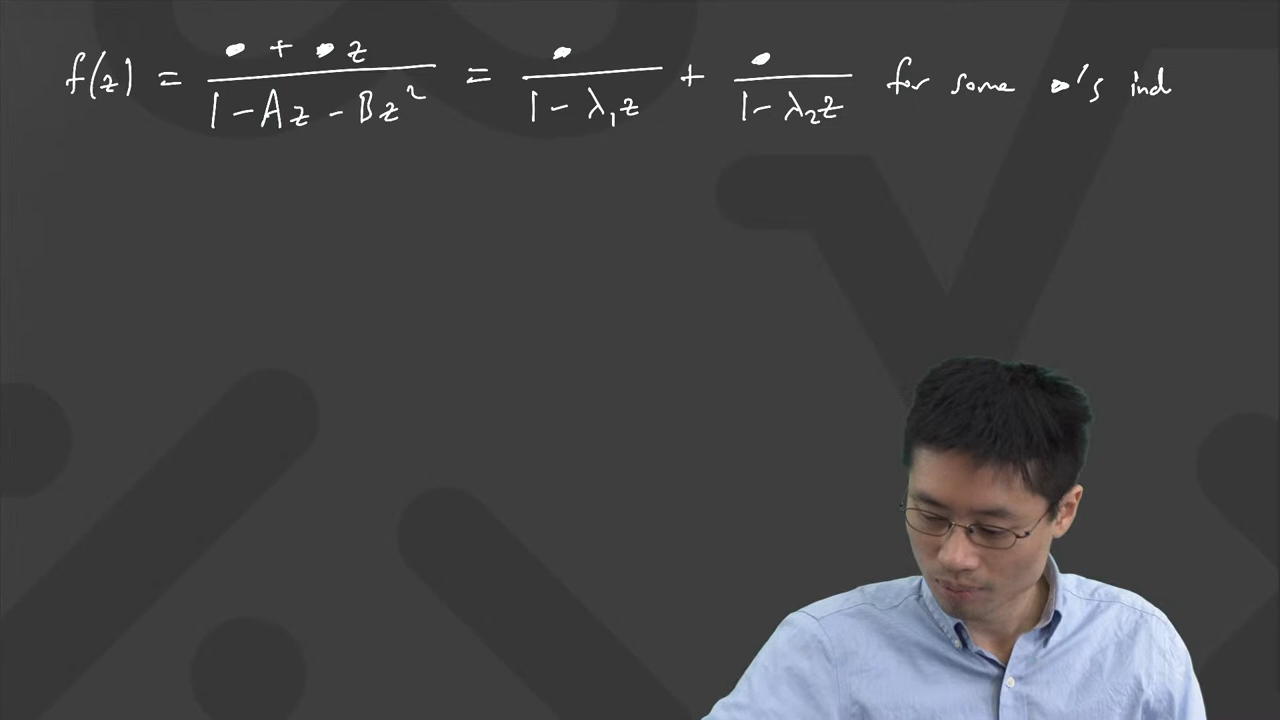 f(z) = (• + •z)/(1 - Az - Bz²) = •/(1 - λ₁z) + •/(1 - λ₂z) for some •'s ind